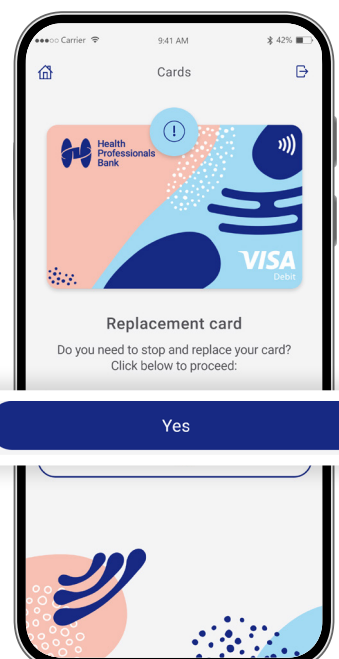 Carrier 9:41 AM 42%
Cards
Health
Professionals
Bank
VISA
Debit
Replacement card
Do you need to stop and replace your card?
Click below to proceed:
Yes